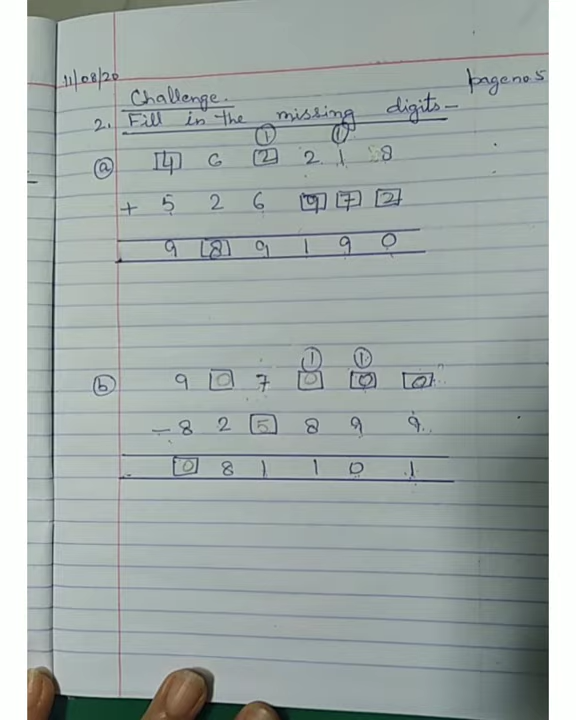 11/08/20
page no. 5
Challenge.
2. Fill in the missing digits -
1 1
a 4 6 2 2 1 8
+ 5 2 6 9 7 2
9 8 9 1 9 0
1 1
b 9 0 7 0 0 0
- 8 2 5 8 9 9
0 8 1 1 0 1